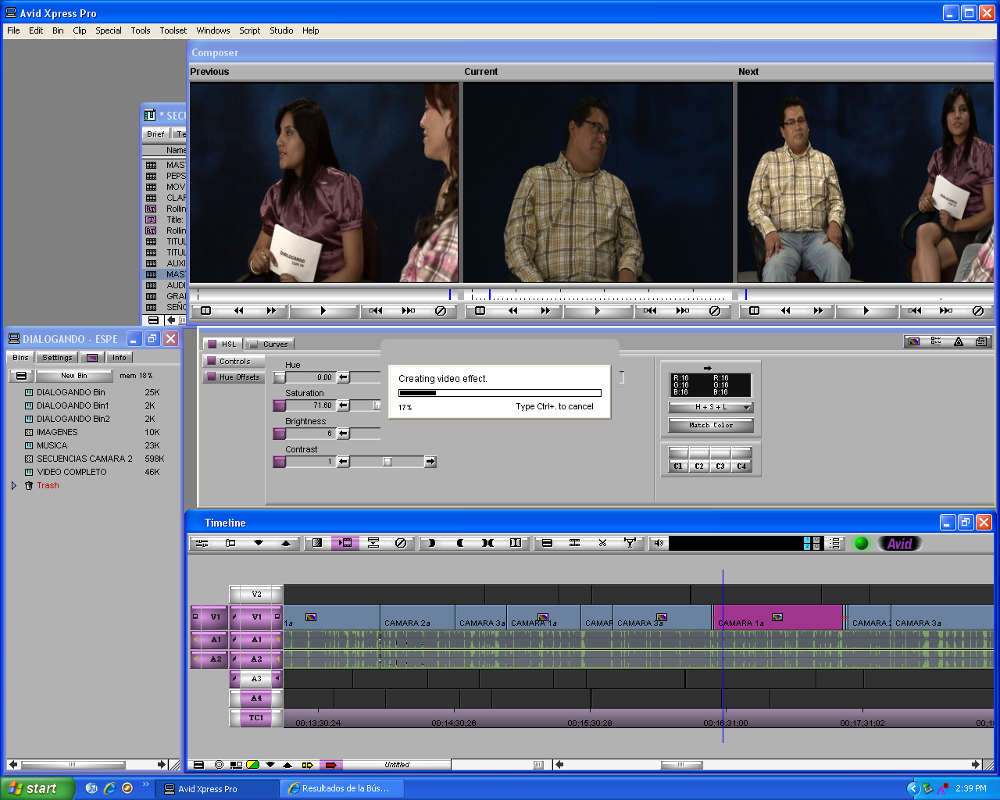 Avid Xpress Pro
File Edit Bin Clip Special Tools Toolset Windows Script Studio Help
Composer
Previous
Current
Next
DIALOGANDO
ESPE TV
* SECU
Brief Te
Name
MAS
PEPS
MOV
CLAF
RT Rollin
T Title:
RT Rollin
TITUL
TITUL
AUXI
MAS
AUDI
GRAI
SEÑC
DIALOGANDO - ESPE
Bins Settings Info
New Bin mem 18%
DIALOGANDO Bin 25K
DIALOGANDO Bin1 2K
DIALOGANDO Bin2 2K
IMAGENES 10K
MUSICA 23K
SECUENCIAS CAMARA 2 598K
VIDEO COMPLETO 46K
Trash
HSL Curves
Controls
Hue Offsets
Hue
0.00
Saturation
71.60
Brightness
6
Contrast
1
Creating video effect.
17% Type Ctrl+. to cancel
R:16 R:16
G:16 G:16
B:16 B:16
H + S + L
Match Color
C1 C2 C3 C4
Timeline
Avid
V2
V1 V1 1a CAMARA 2a CAMARA 3a CAMARA 1a CAMAR CAMARA 3a CAMARA 1a CAMARA 2 CAMARA 3a
A1 A1
A2 A2
A3
A4
TC1 00;13;30;24 00;14;30;26 00;15;30;28 00;16;31;00 00;17;31;02 00;18
Untitled
start Avid Xpress Pro Resultados de la Bús... 2:39 PM